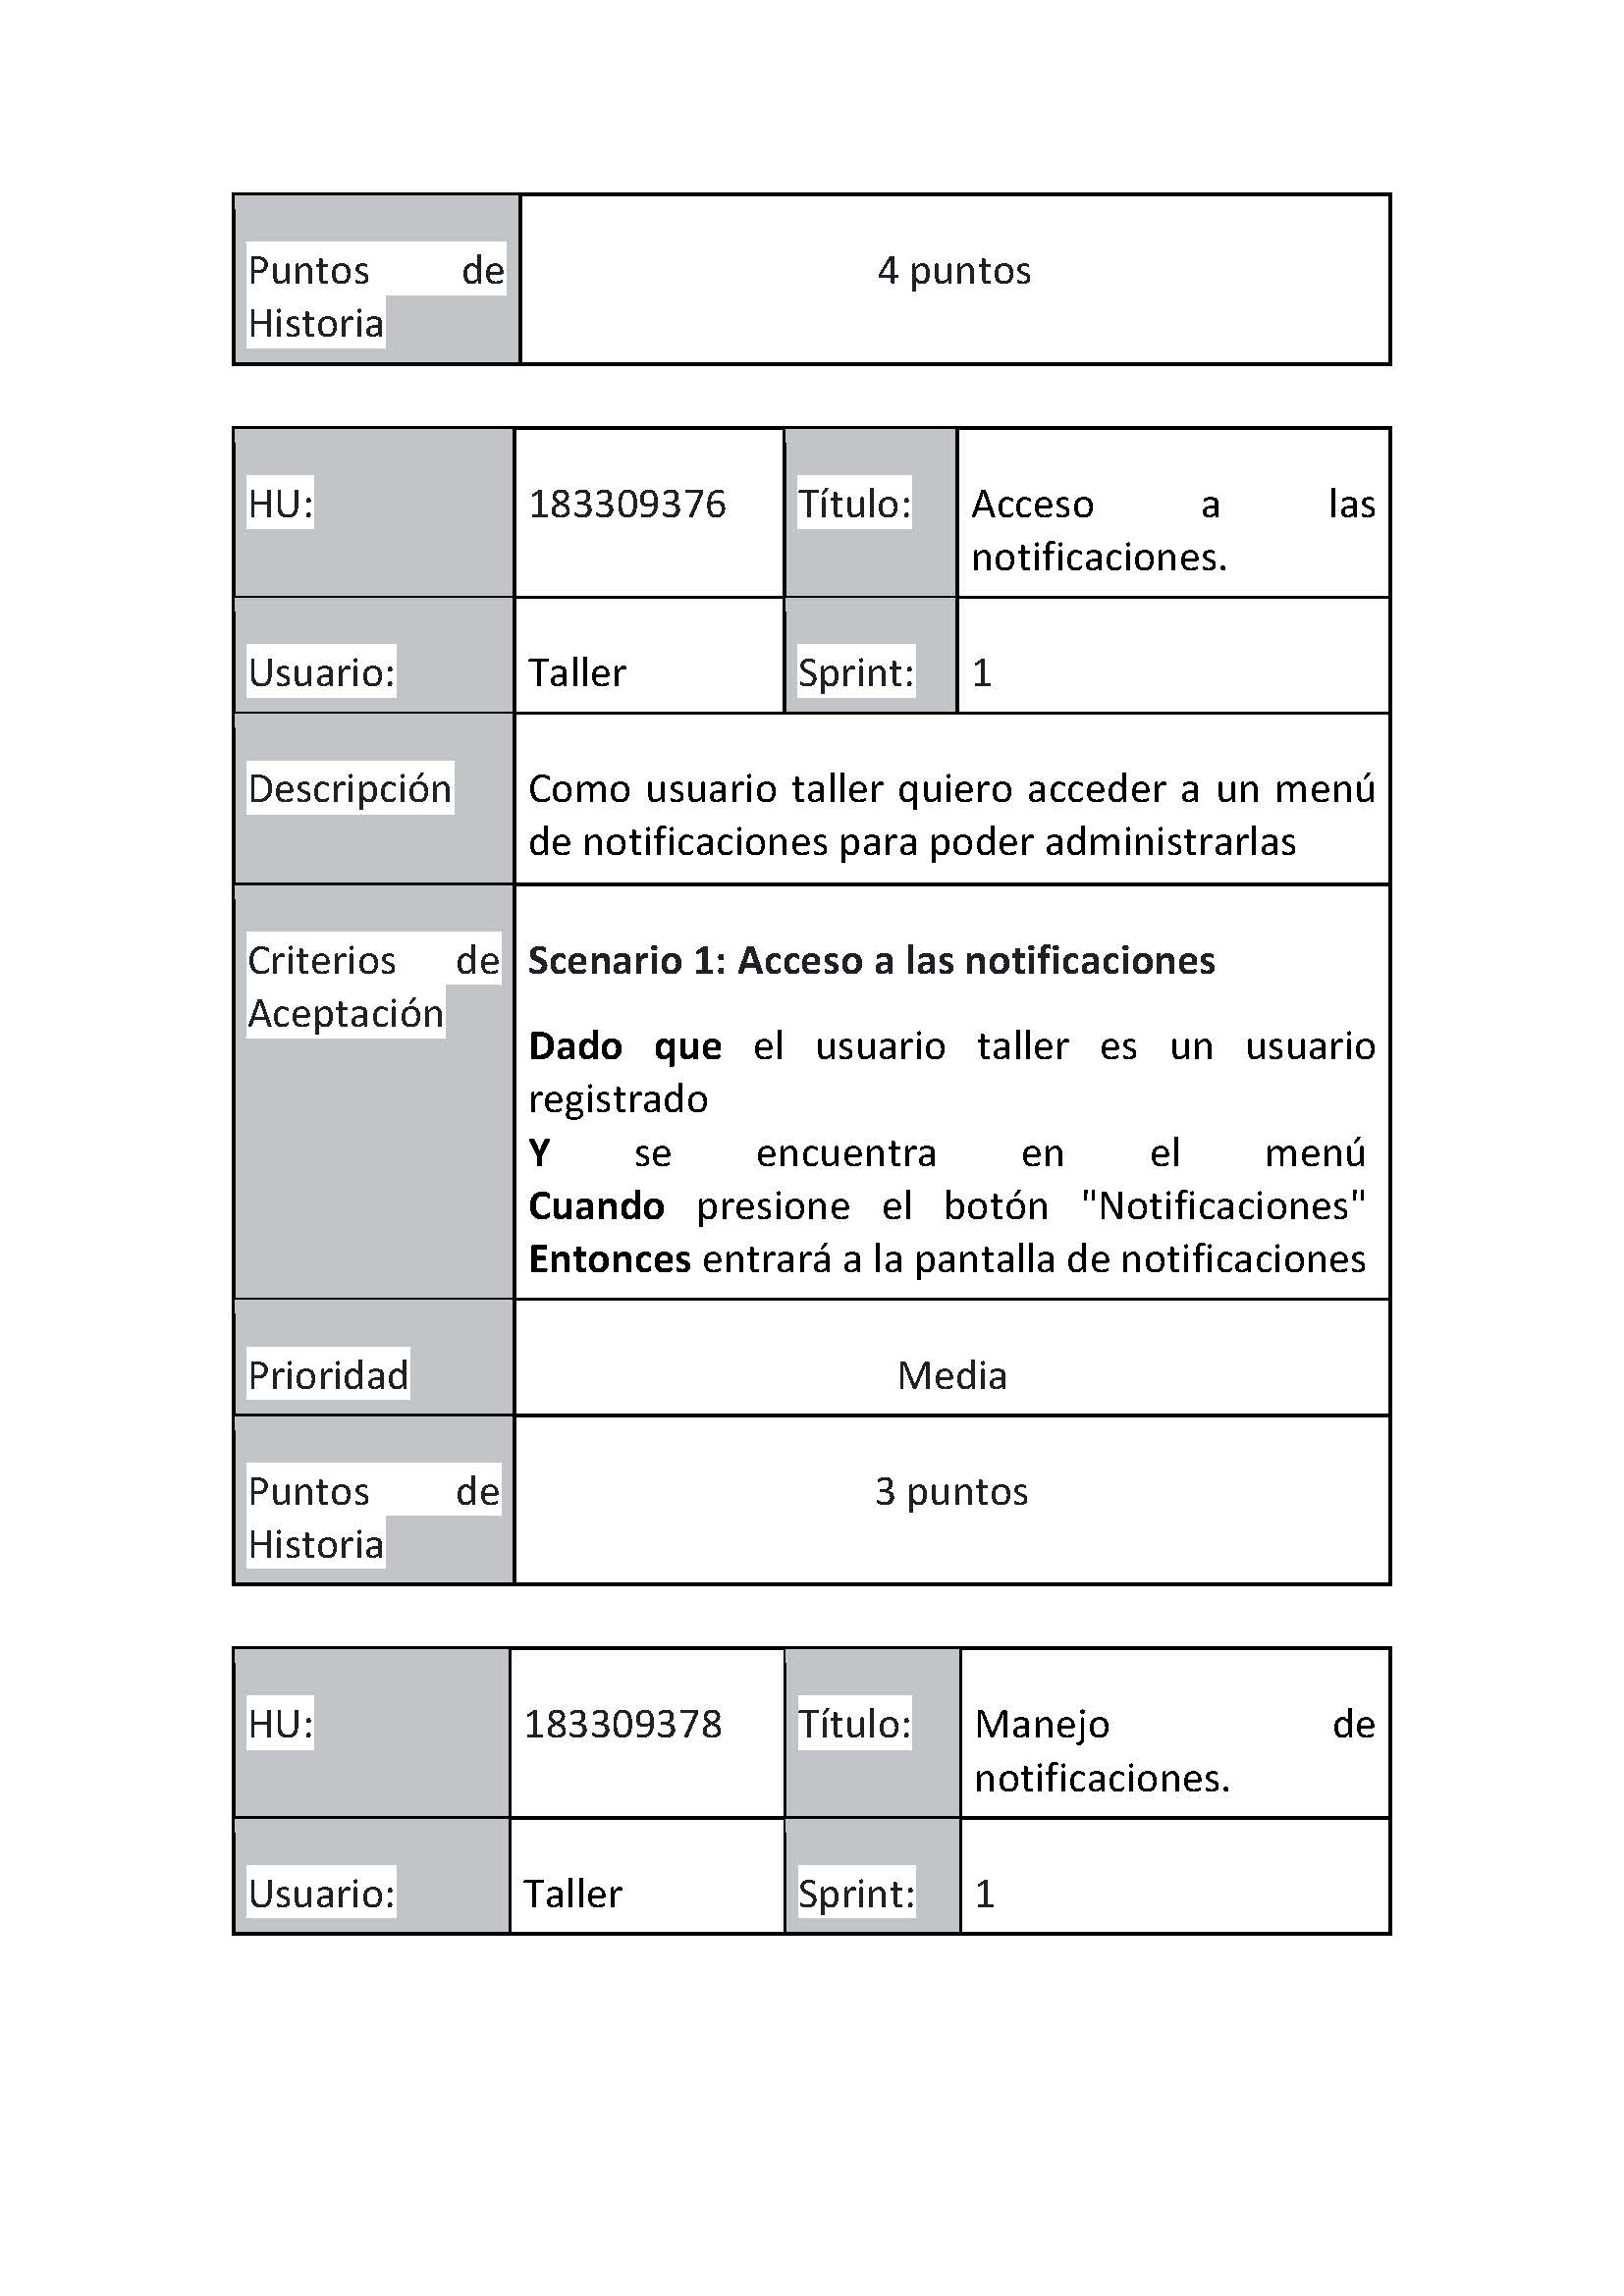 Puntos de
Historia
4 puntos
HU:
183309376
Título:
Acceso a las
notificaciones.
Usuario:
Taller
Sprint:
1
Descripción
Como usuario taller quiero acceder a un menú
de notificaciones para poder administrarlas
Criterios de
Aceptación
Scenario 1: Acceso a las notificaciones
Dado que el usuario taller es un usuario
registrado
Y se encuentra en el menú
Cuando presione el botón "Notificaciones"
Entonces entrará a la pantalla de notificaciones
Prioridad
Media
Puntos de
Historia
3 puntos
HU:
183309378
Título:
Manejo de
notificaciones.
Usuario:
Taller
Sprint:
1